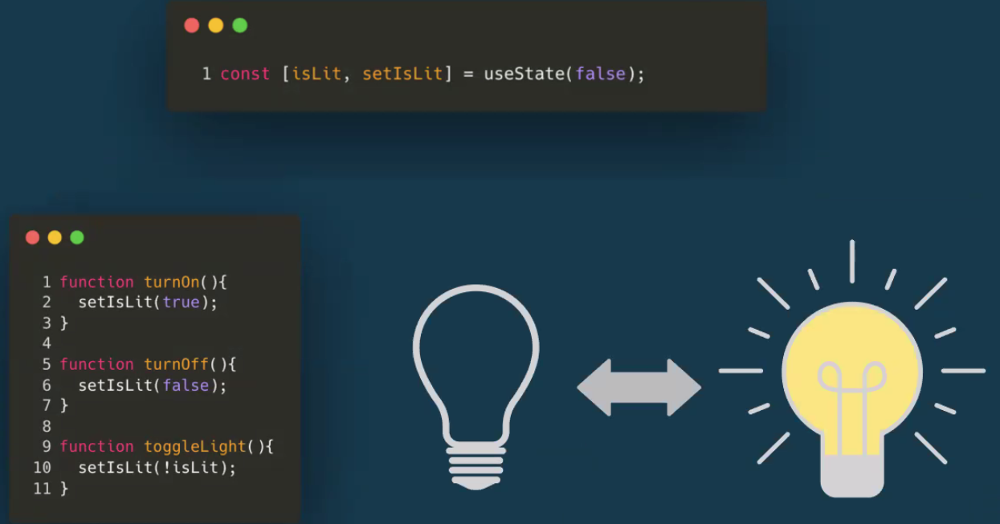 1 const [isLit, setIsLit] = useState(false);
1 function turnOn(){
2   setIsLit(true);
3 }
4
5 function turnOff(){
6   setIsLit(false);
7 }
8
9 function toggleLight(){
10   setIsLit(!isLit);
11 }